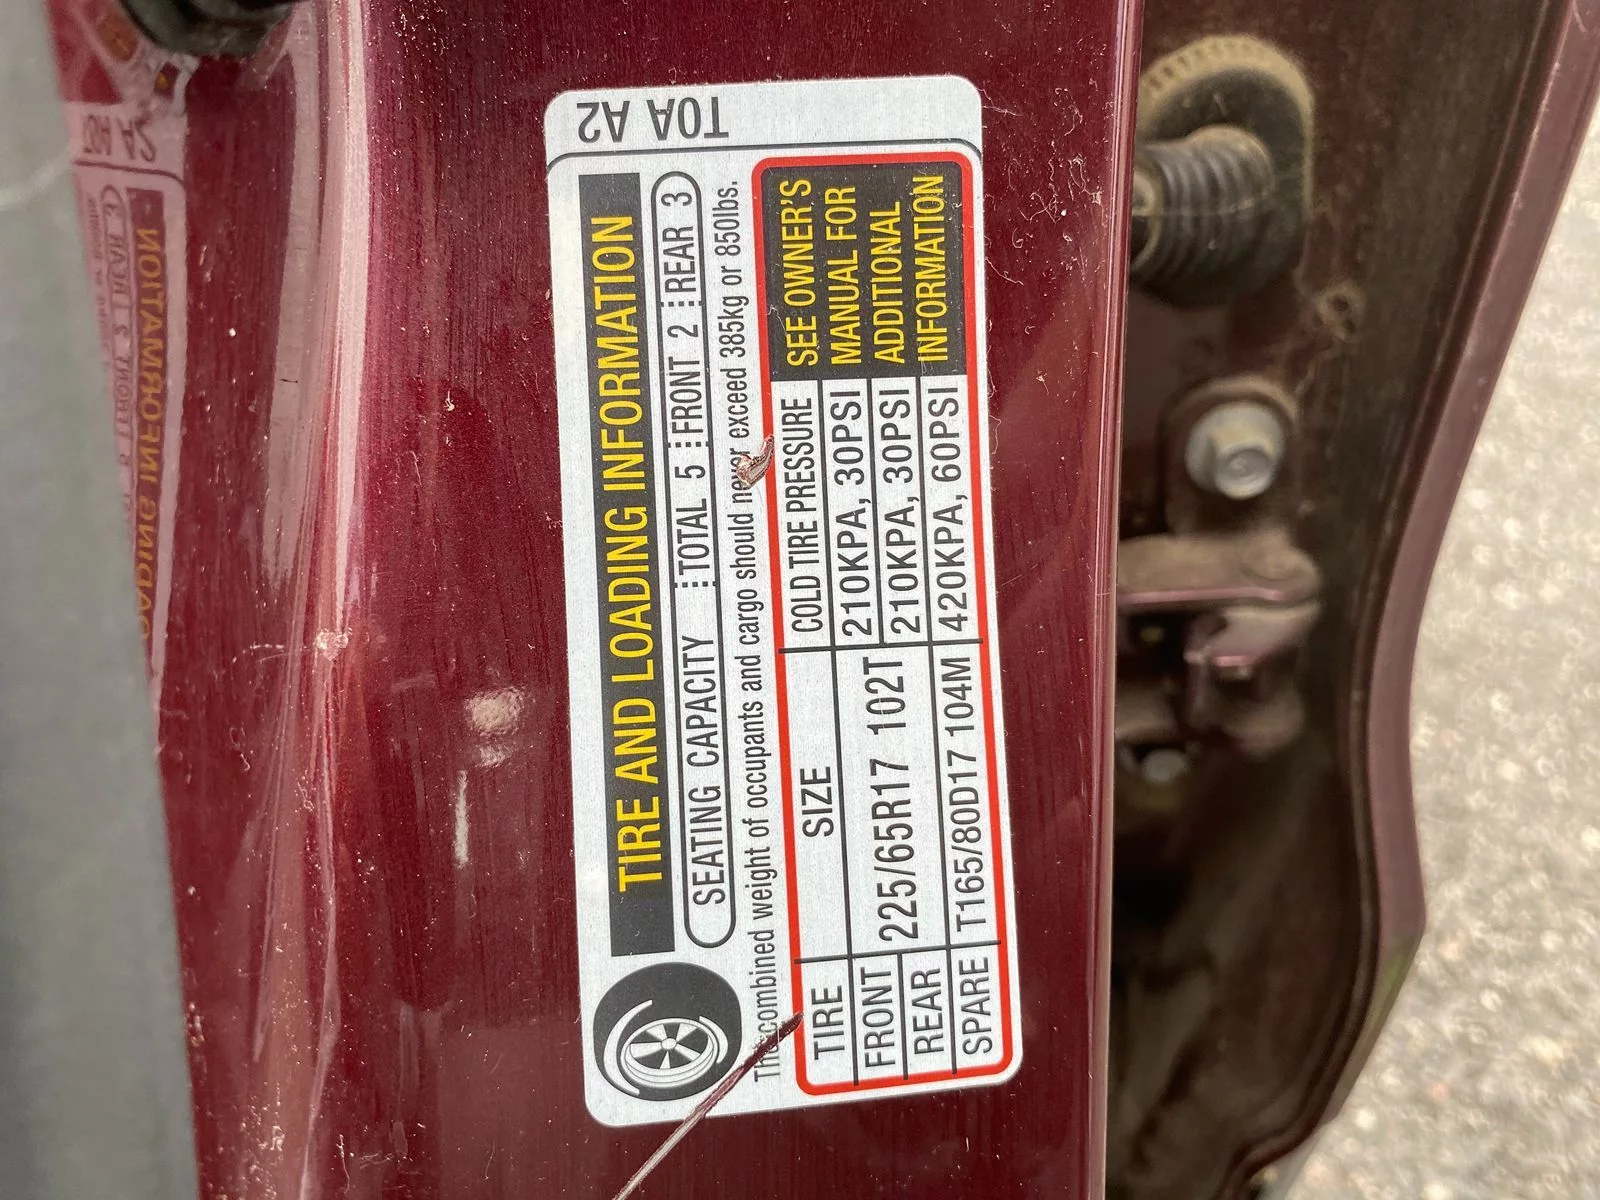 T0A A2
TIRE AND LOADING INFORMATION
SEATING CAPACITY TOTAL 5 FRONT 2 REAR 3
The combined weight of occupants and cargo should never exceed 385kg or 850lbs.
TIRE SIZE COLD TIRE PRESSURE
FRONT 225/65R17 102T 210KPA, 30PSI
REAR 210KPA, 30PSI
SPARE T165/80D17 104M 420KPA, 60PSI
SEE OWNER'S
MANUAL FOR
ADDITIONAL
INFORMATION